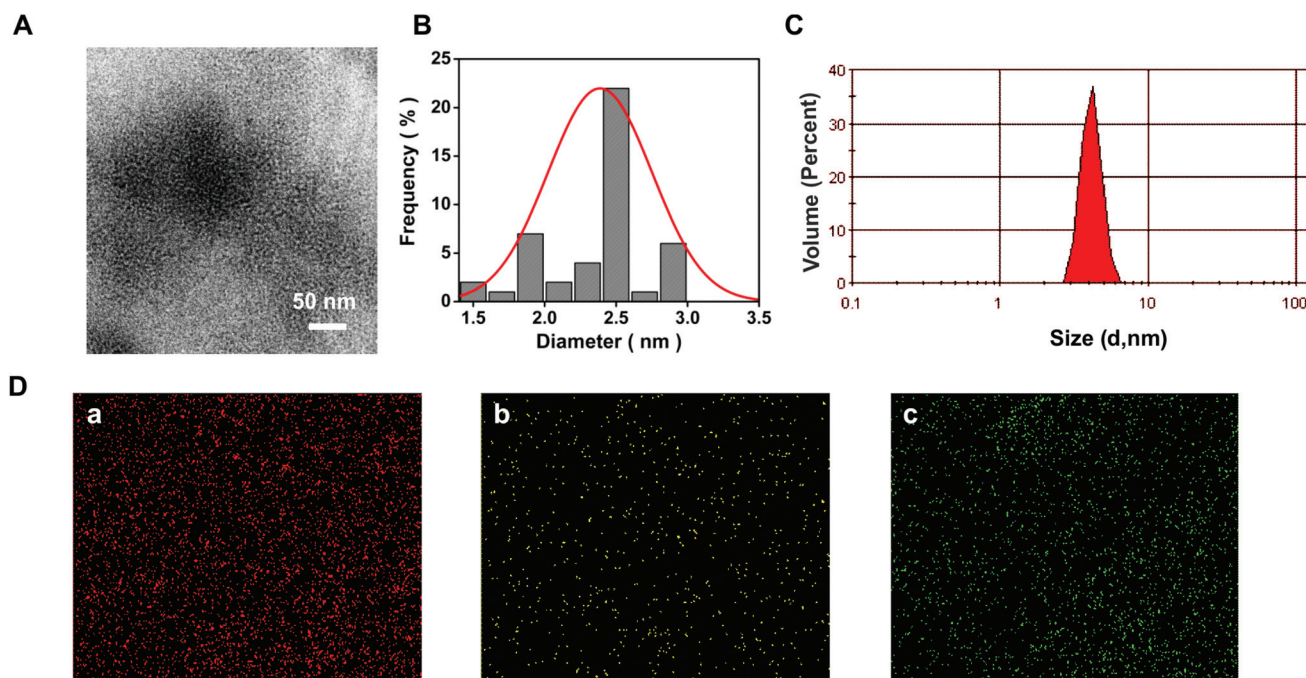 A
50 nm
B
25
20
15
10
5
0
Frequency ( % )
1.5 2.0 2.5 3.0 3.5
Diameter ( nm )
C
40
30
20
10
0
Volume (Percent)
0.1 1 10 100
Size (d,nm)
D
a
b
c